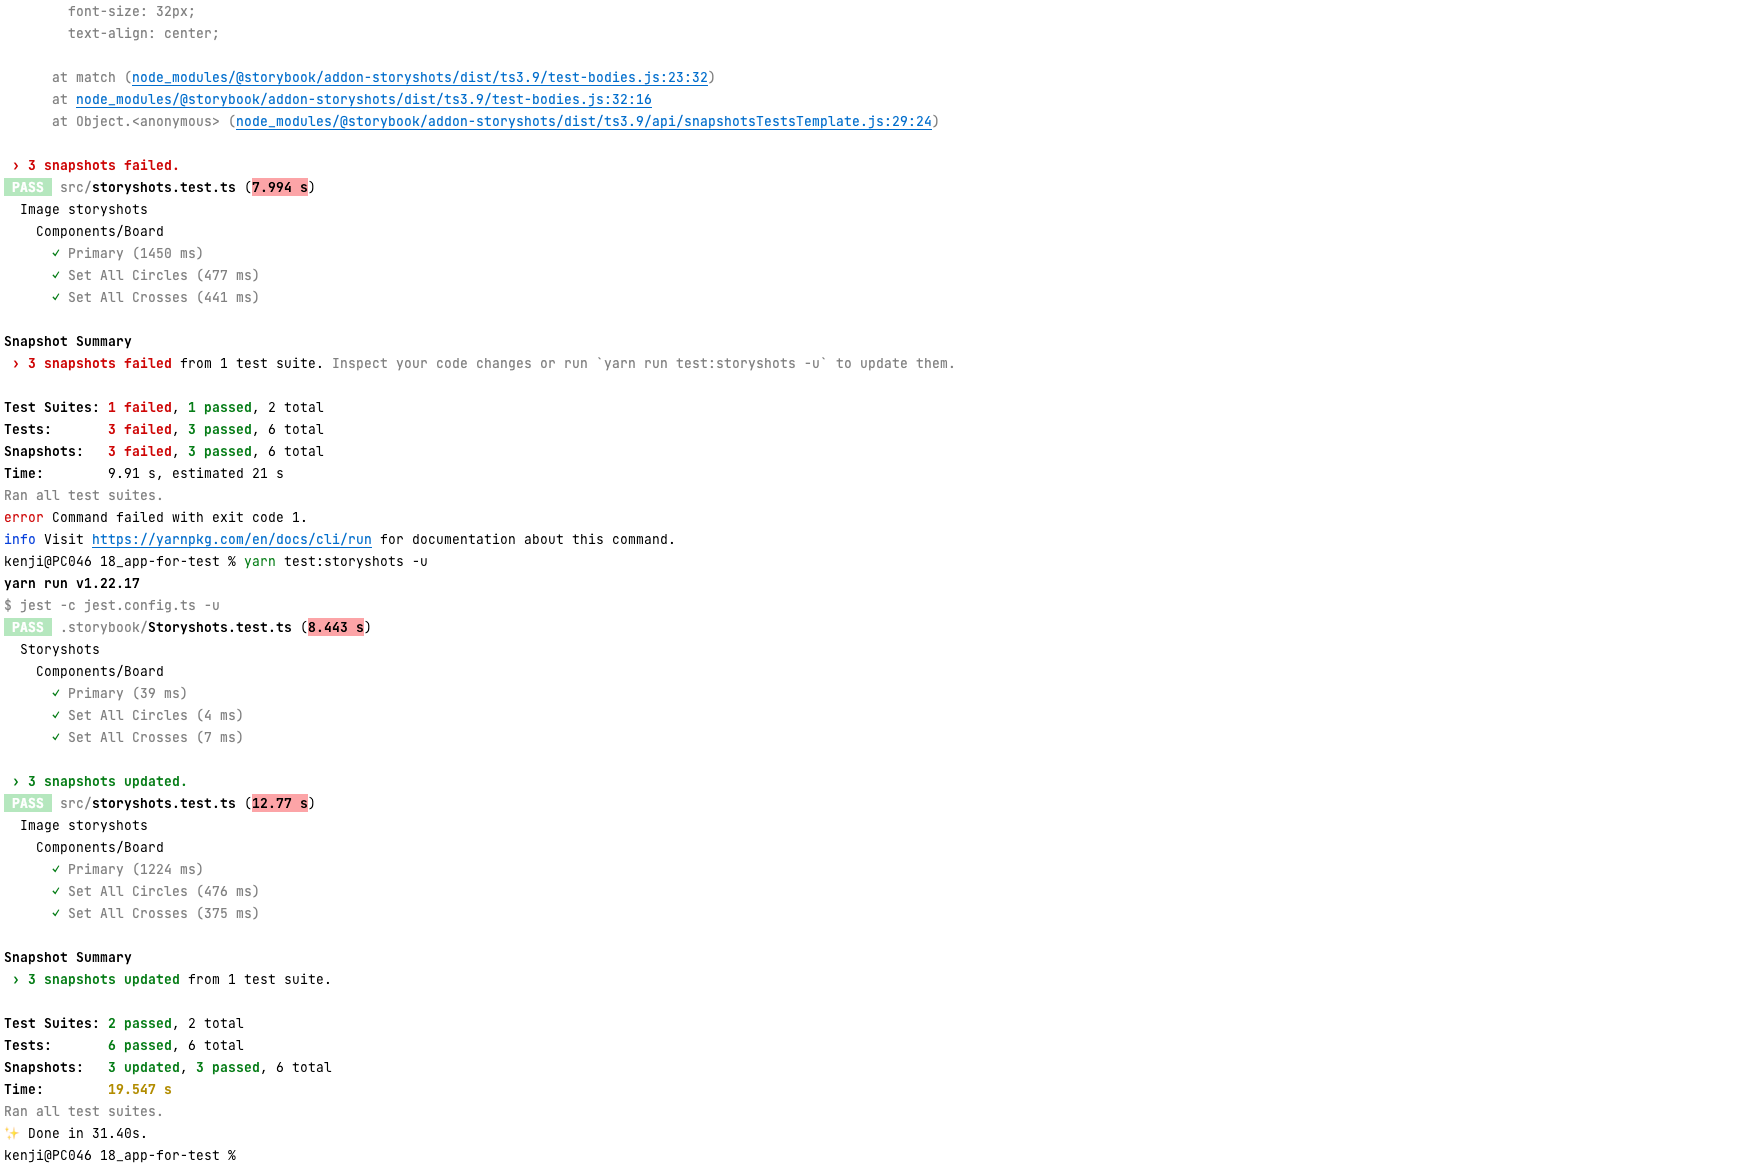 font-size: 32px;
text-align: center;
at match (node_modules/@storybook/addon-storyshots/dist/ts3.9/test-bodies.js:23:32)
at node_modules/@storybook/addon-storyshots/dist/ts3.9/test-bodies.js:32:16
at Object.<anonymous> (node_modules/@storybook/addon-storyshots/dist/ts3.9/api/snapshotsTestsTemplate.js:29:24)
› 3 snapshots failed.
PASS src/storyshots.test.ts (7.994 s)
Image storyshots
Components/Board
✓ Primary (1450 ms)
✓ Set All Circles (477 ms)
✓ Set All Crosses (441 ms)
Snapshot Summary
› 3 snapshots failed from 1 test suite. Inspect your code changes or run `yarn run test:storyshots -u` to update them.
Test Suites: 1 failed, 1 passed, 2 total
Tests: 3 failed, 3 passed, 6 total
Snapshots: 3 failed, 3 passed, 6 total
Time: 9.91 s, estimated 21 s
Ran all test suites.
error Command failed with exit code 1.
info Visit https://yarnpkg.com/en/docs/cli/run for documentation about this command.
kenji@PC046 18_app-for-test % yarn test:storyshots -u
yarn run v1.22.17
$ jest -c jest.config.ts -u
PASS .storybook/Storyshots.test.ts (8.443 s)
Storyshots
Components/Board
✓ Primary (39 ms)
✓ Set All Circles (4 ms)
✓ Set All Crosses (7 ms)
› 3 snapshots updated.
PASS src/storyshots.test.ts (12.77 s)
Image storyshots
Components/Board
✓ Primary (1224 ms)
✓ Set All Circles (476 ms)
✓ Set All Crosses (375 ms)
Snapshot Summary
› 3 snapshots updated from 1 test suite.
Test Suites: 2 passed, 2 total
Tests: 6 passed, 6 total
Snapshots: 3 updated, 3 passed, 6 total
Time: 19.547 s
Ran all test suites.
✨ Done in 31.40s.
kenji@PC046 18_app-for-test %